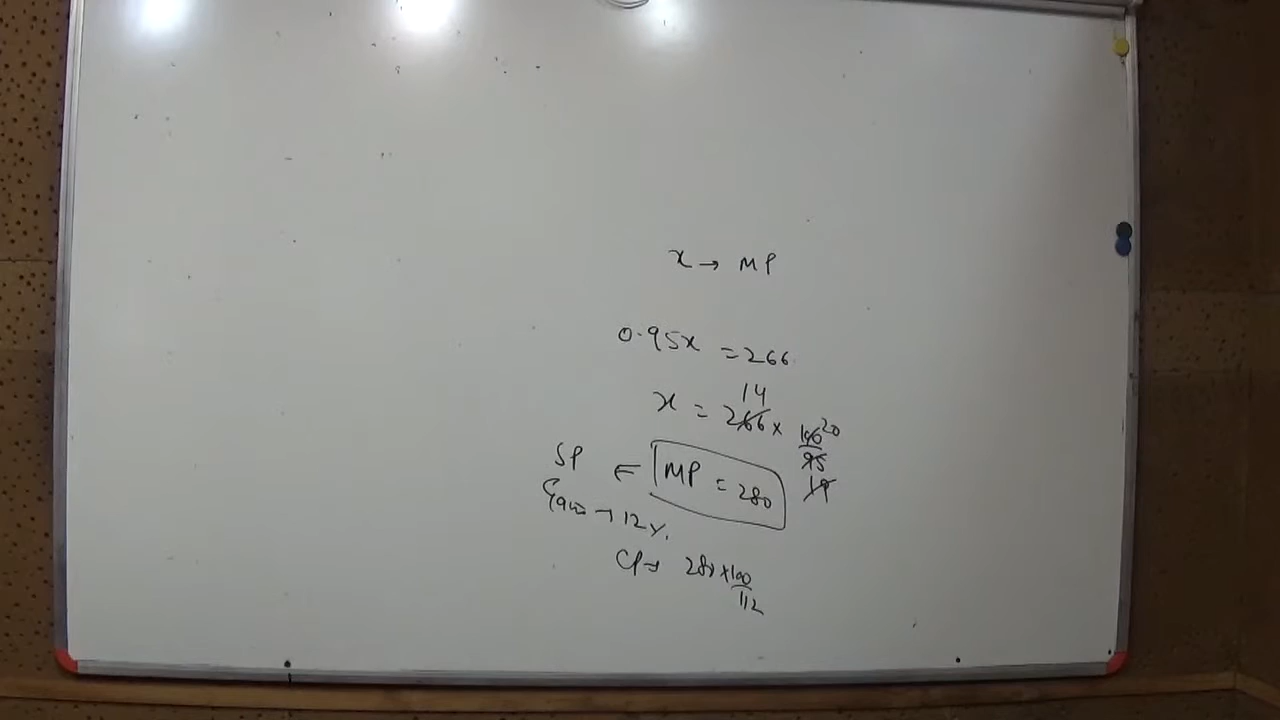 x → MP
0.95x = 266
x = 266 × 100/95
14
20
19
SP ← MP = 280
Gain → 12%
CP → 280 × 100/112